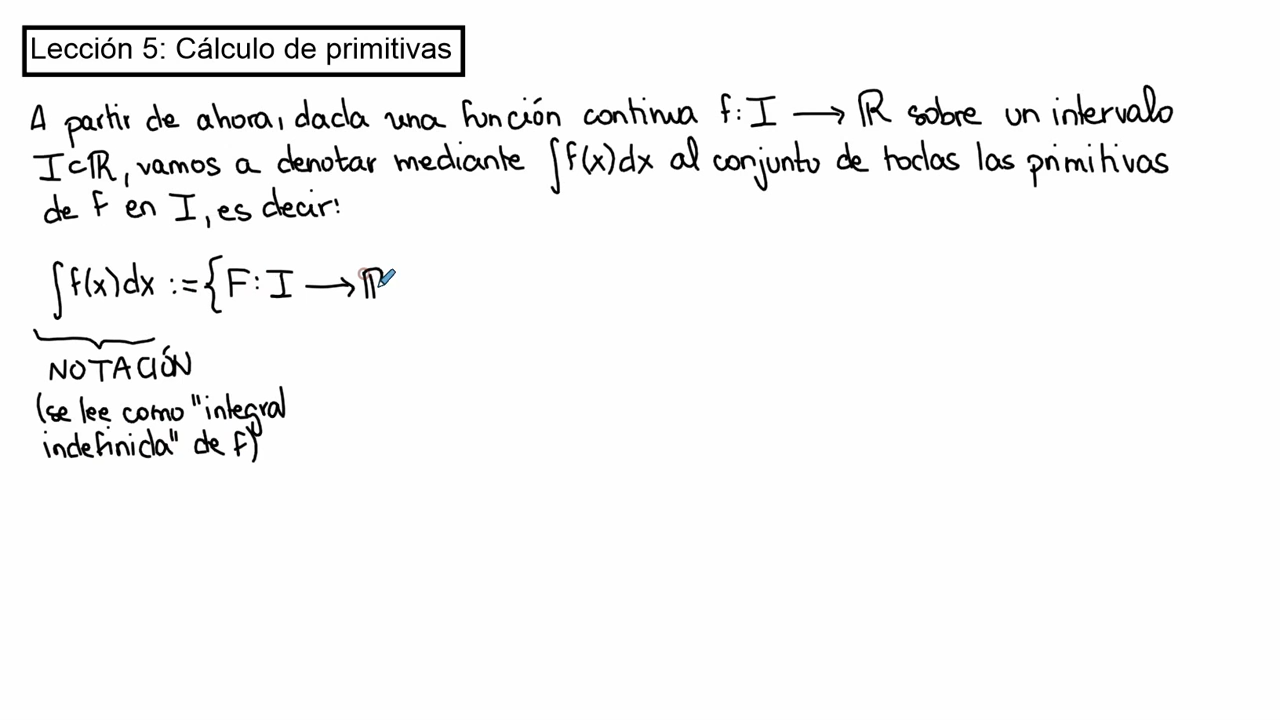 Lección 5: Cálculo de primitivas
A partir de ahora, dada una función continua f: I ⟶ ℝ sobre un intervalo
I⊂ℝ, vamos a denotar mediante ∫f(x)dx al conjunto de todas las primitivas
de f en I, es decir:
∫f(x)dx := {F: I ⟶ ℝ
NOTACIÓN
(se lee como "integral
indefinida" de f)